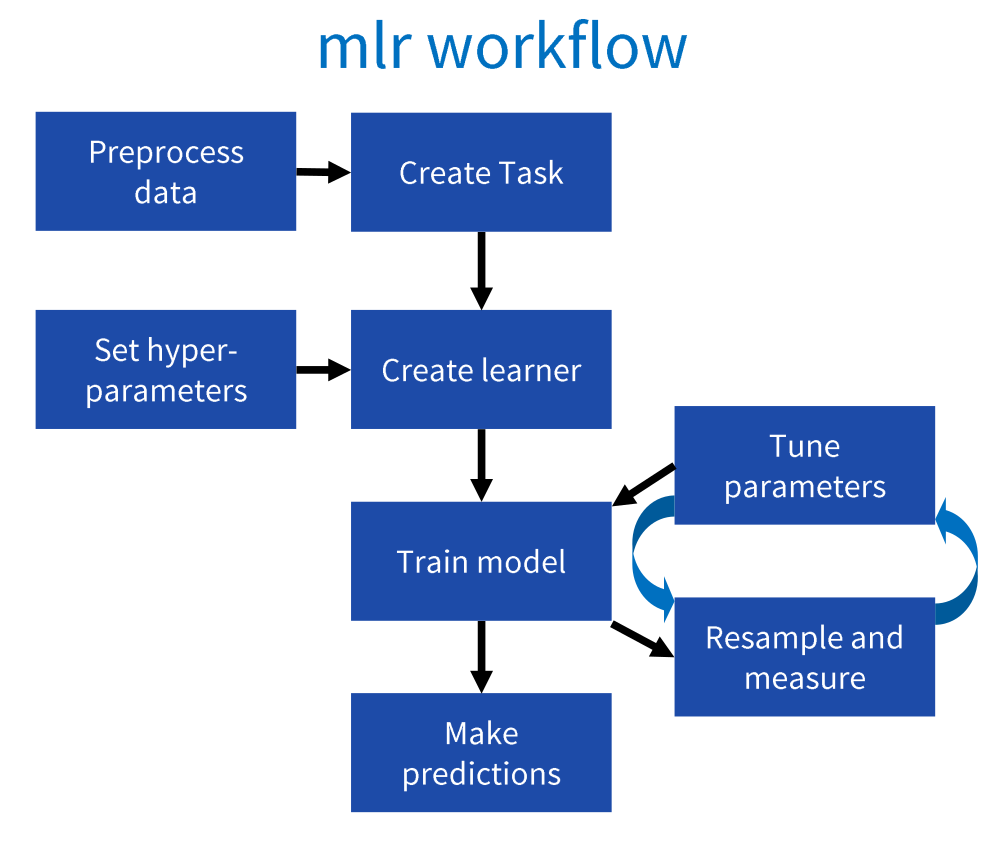 mlr workflow
Preprocess
data
Create Task
Set hyper-
parameters
Create learner
Tune
parameters
Train model
Resample and
measure
Make
predictions